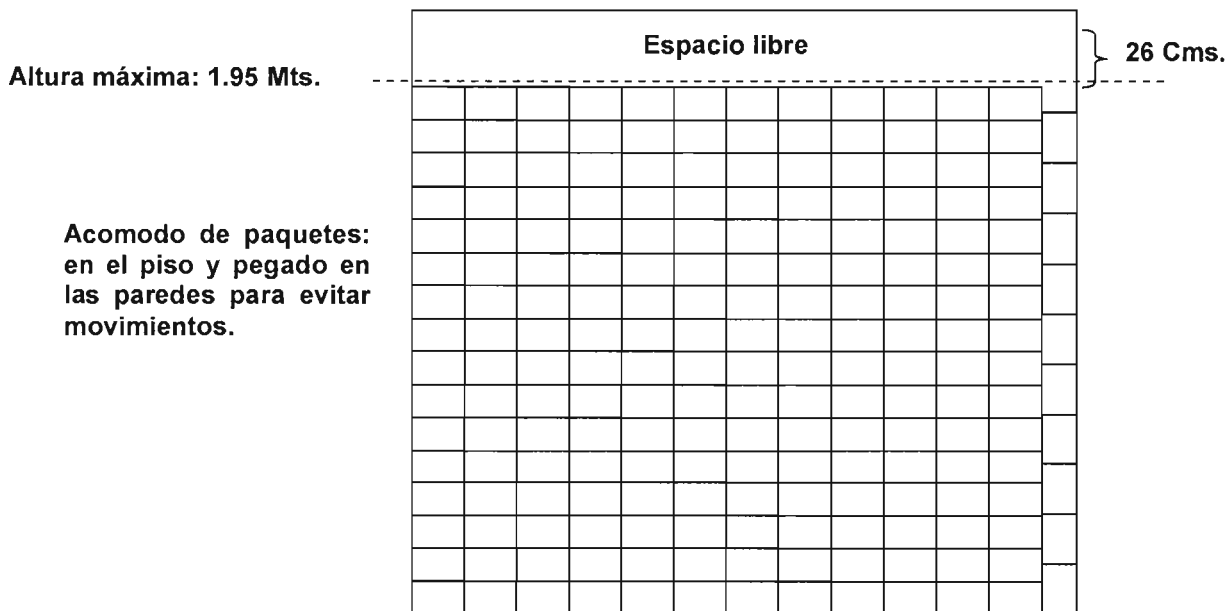 Espacio libre
26 Cms.
Altura máxima: 1.95 Mts.
Acomodo de paquetes:
en el piso y pegado en
las paredes para evitar
movimientos.